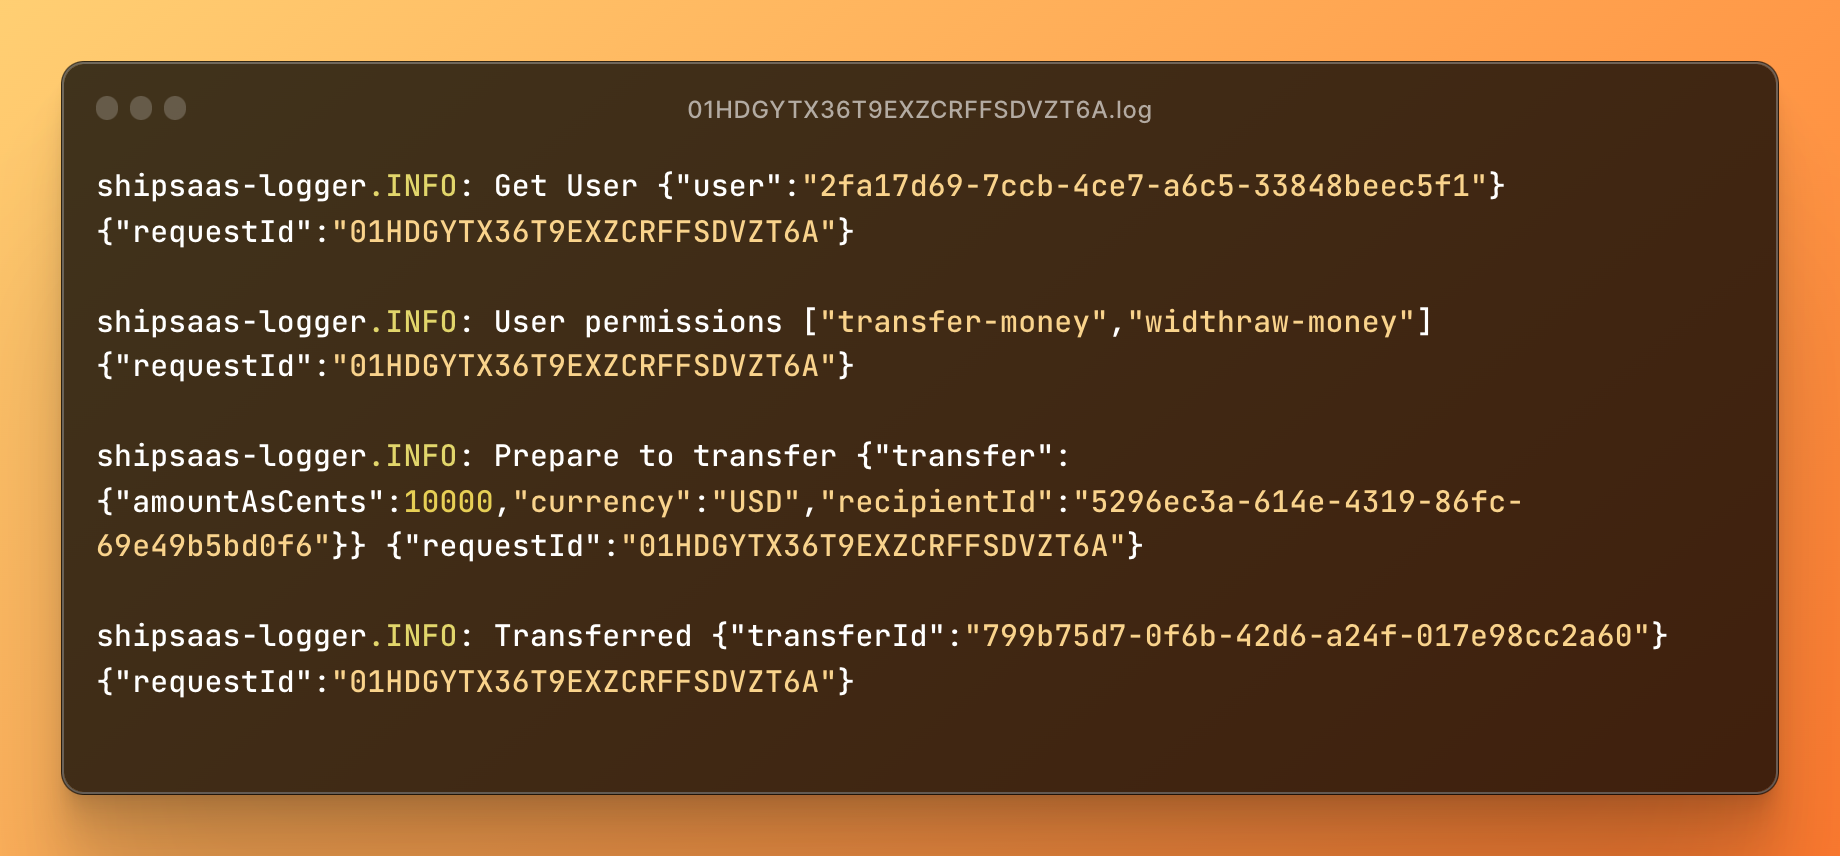 01HDGYTX36T9EXZCRFFSDVZT6A.log
shipsaas-logger.INFO: Get User {"user":"2fa17d69-7ccb-4ce7-a6c5-33848beec5f1"}
{"requestId":"01HDGYTX36T9EXZCRFFSDVZT6A"}
shipsaas-logger.INFO: User permissions ["transfer-money","widthraw-money"]
{"requestId":"01HDGYTX36T9EXZCRFFSDVZT6A"}
shipsaas-logger.INFO: Prepare to transfer {"transfer":
{"amountAsCents":10000,"currency":"USD","recipientId":"5296ec3a-614e-4319-86fc-
69e49b5bd0f6"}} {"requestId":"01HDGYTX36T9EXZCRFFSDVZT6A"}
shipsaas-logger.INFO: Transferred {"transferId":"799b75d7-0f6b-42d6-a24f-017e98cc2a60"}
{"requestId":"01HDGYTX36T9EXZCRFFSDVZT6A"}